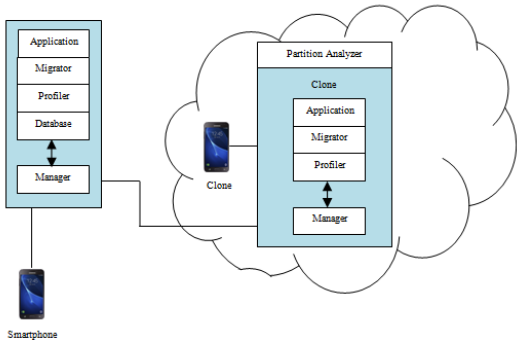 Application
Migrator
Profiler
Database
Manager
Smartphone
Partition Analyzer
Clone
Application
Migrator
Profiler
Manager
Clone